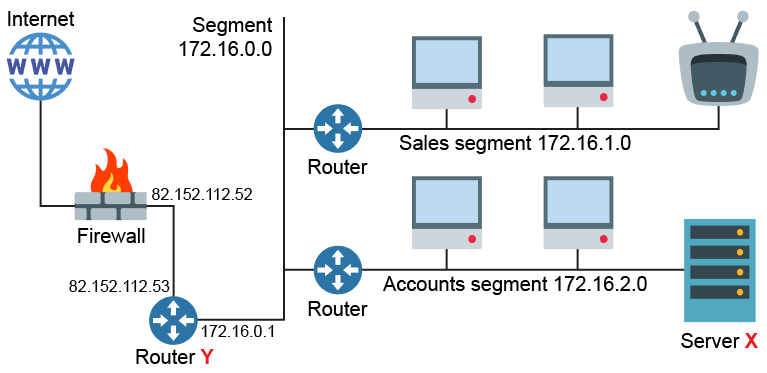 Internet
WWW
Segment
172.16.0.0
Router
Sales segment 172.16.1.0
82.152.112.52
Firewall
Router
Accounts segment 172.16.2.0
82.152.112.53
172.16.0.1
Router Y
Server X